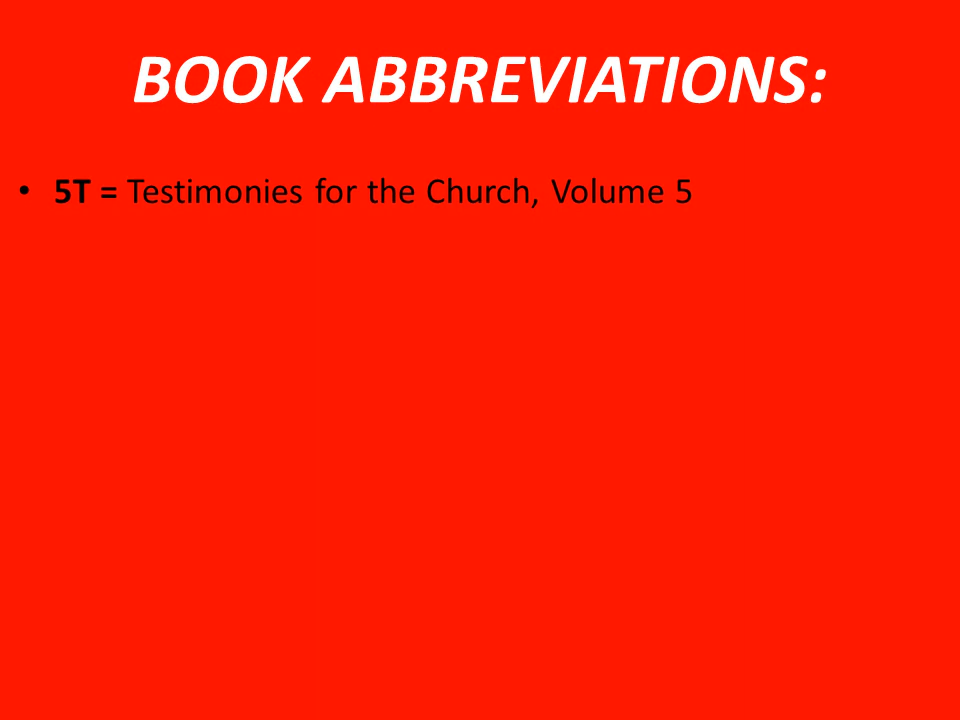 BOOK ABBREVIATIONS:
• 5T = Testimonies for the Church, Volume 5